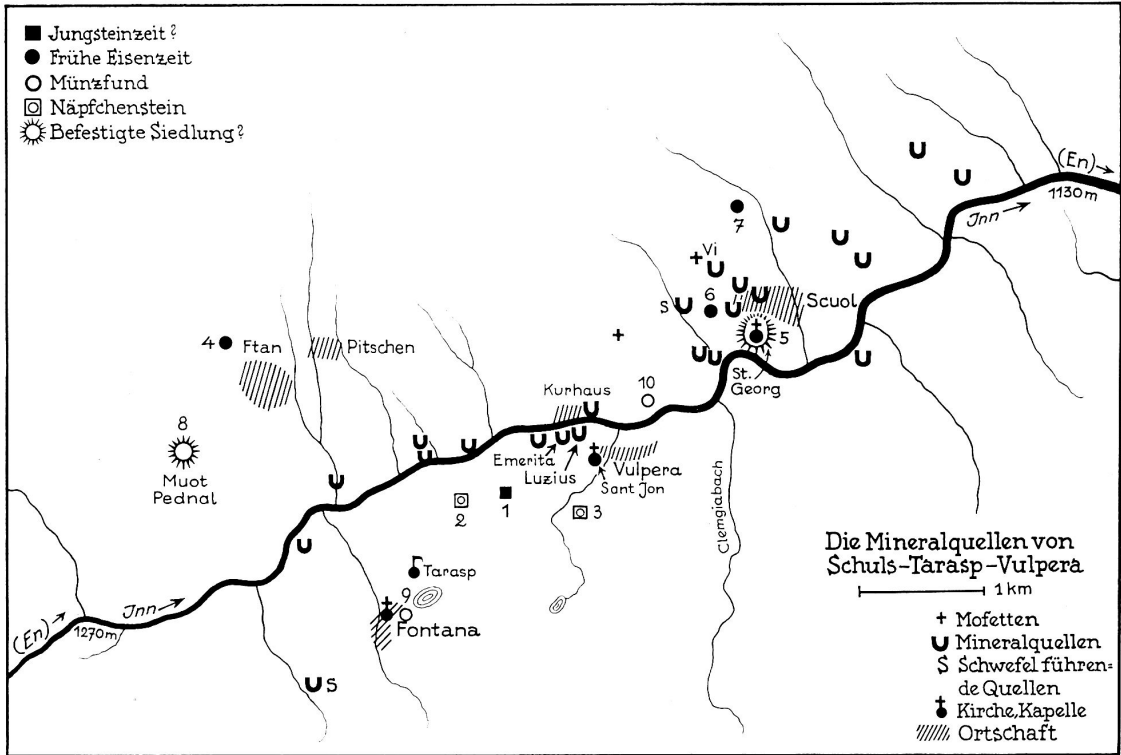 Jungsteinzeit?
Frühe Eisenzeit
Münzfund
Näpfchenstein
Befestigte Siedlung?
(En)
1130m
Jnn
7
Vi
S
6
Scuol
5
St.
Georg
4
Ftan
Pitschen
10
Kurhaus
8
Muot
Pednal
Emerita
Luzius
Vulpera
Sant Jon
2
1
3
Clemgiabach
Tarasp
9
Fontana
Jnn
(En)
1270m
S
Die Mineralquellen von
Schuls-Tarasp-Vulpera
1 km
Mofetten
Mineralquellen
S Schwefel führen=
de Quellen
Kirche, Kapelle
Ortschaft